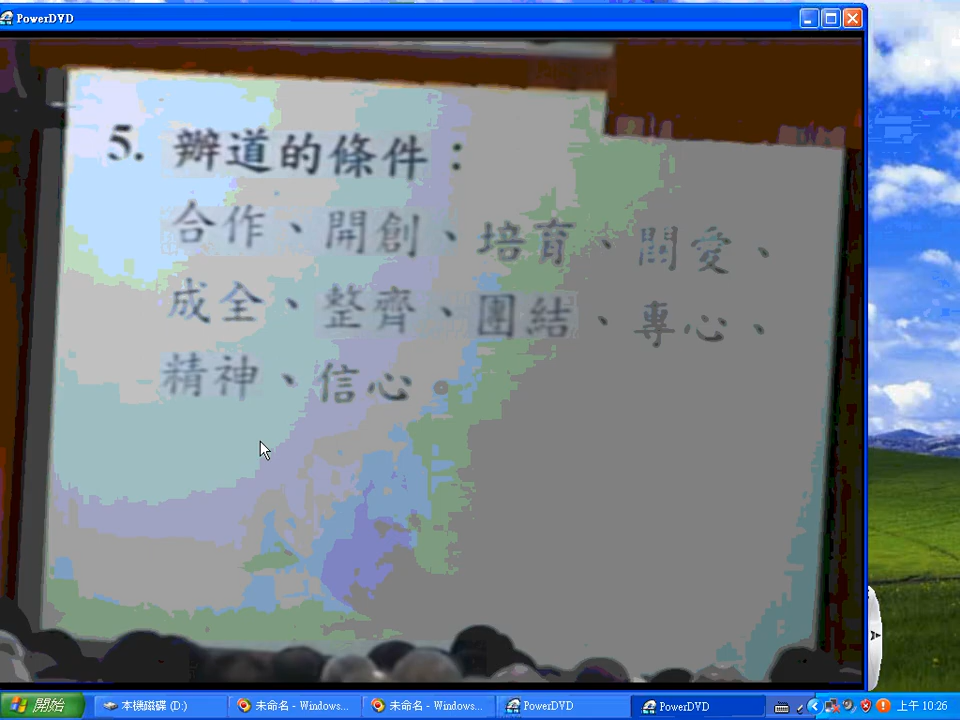 PowerDVD
5. 辦道的條件：
合作、開創、培育、關愛、
成全、整齊、團結、專心、
精神、信心。
開始 本機磁碟 (D:) 未命名 - Windows... 未命名 - Windows... PowerDVD PowerDVD 上午 10:26